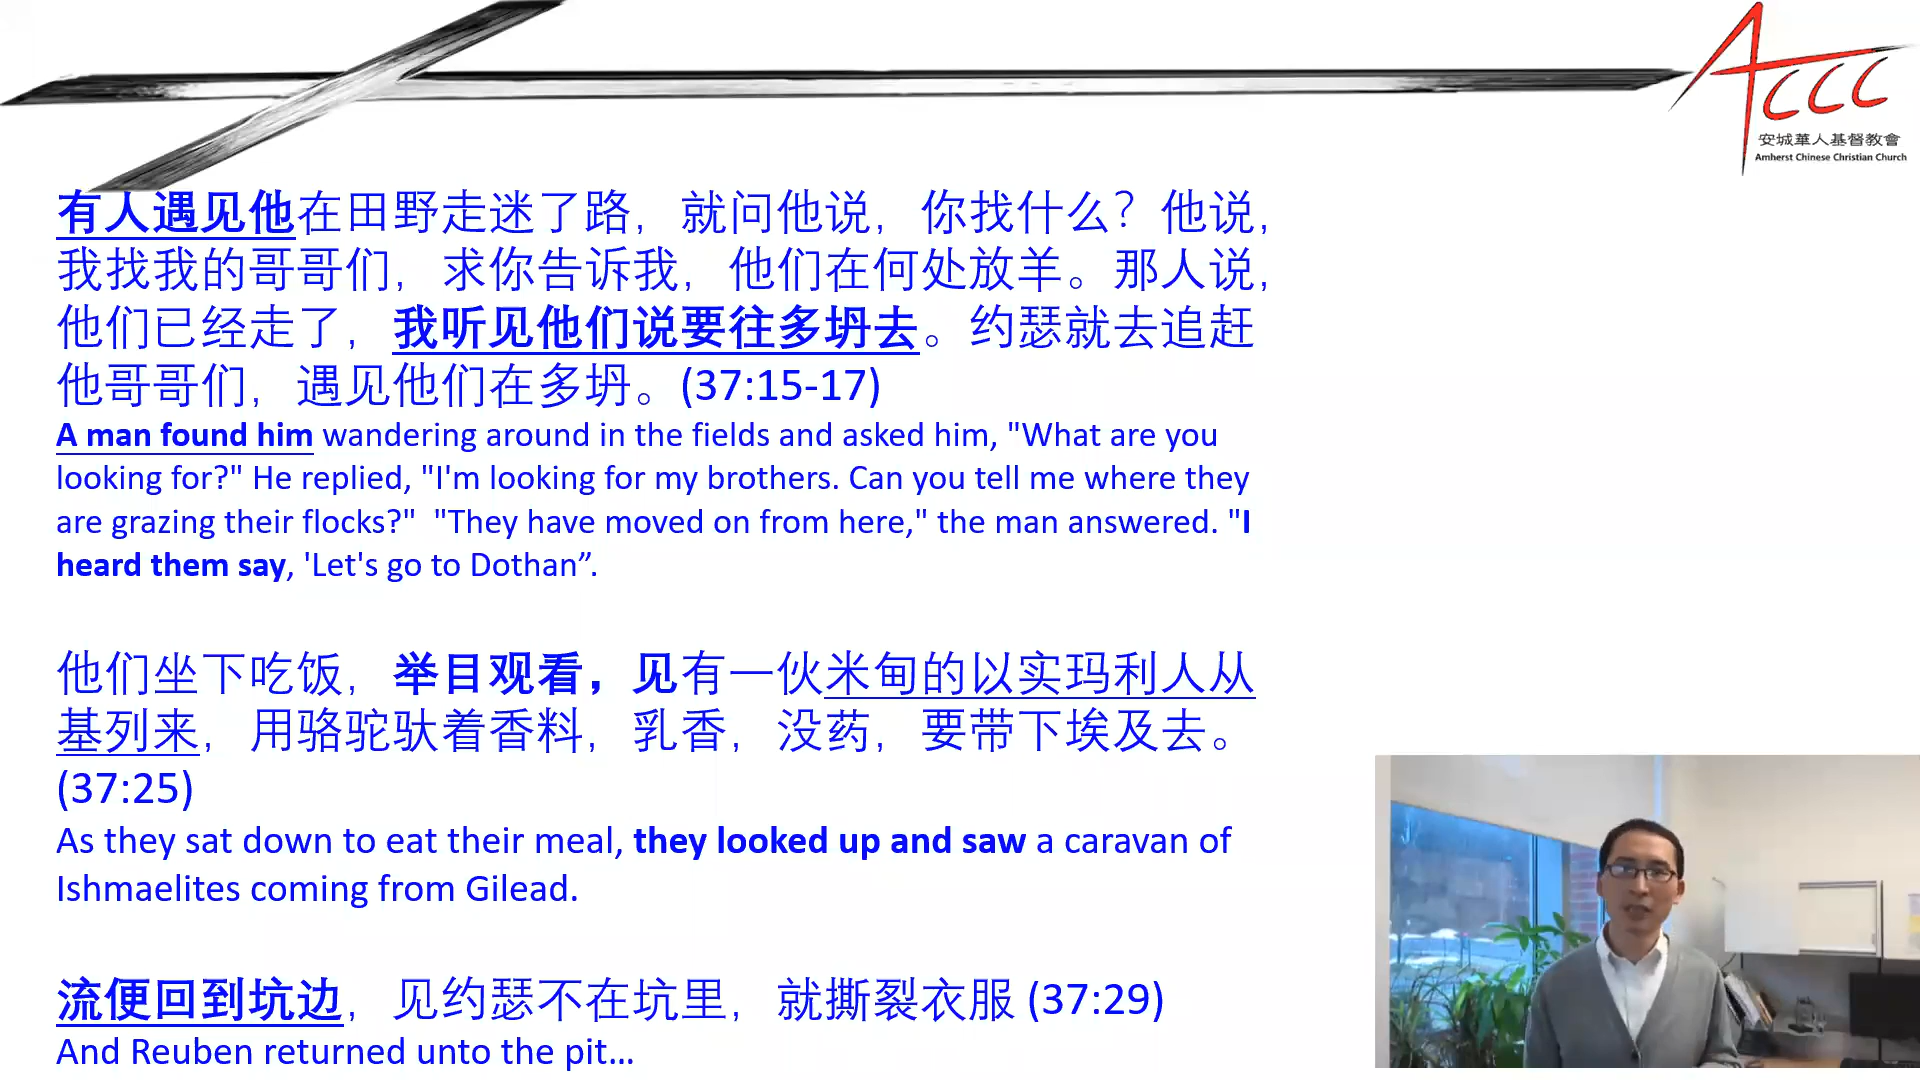 ACCC
安城華人基督教會
Amherst Chinese Christian Church
有人遇见他在田野走迷了路，就问他说，你找什么？他说，
我找我的哥哥们，求你告诉我，他们在何处放羊。那人说，
他们已经走了，我听见他们说要往多坍去。约瑟就去追赶
他哥哥们，遇见他们在多坍。(37:15-17)
A man found him wandering around in the fields and asked him, "What are you
looking for?" He replied, "I'm looking for my brothers. Can you tell me where they
are grazing their flocks?"  "They have moved on from here," the man answered. "I
heard them say, 'Let's go to Dothan”.
他们坐下吃饭，举目观看，见有一伙米甸的以实玛利人从
基列来，用骆驼驮着香料，乳香，没药，要带下埃及去。
(37:25)
As they sat down to eat their meal, they looked up and saw a caravan of
Ishmaelites coming from Gilead.
流便回到坑边，见约瑟不在坑里，就撕裂衣服 (37:29)
And Reuben returned unto the pit…